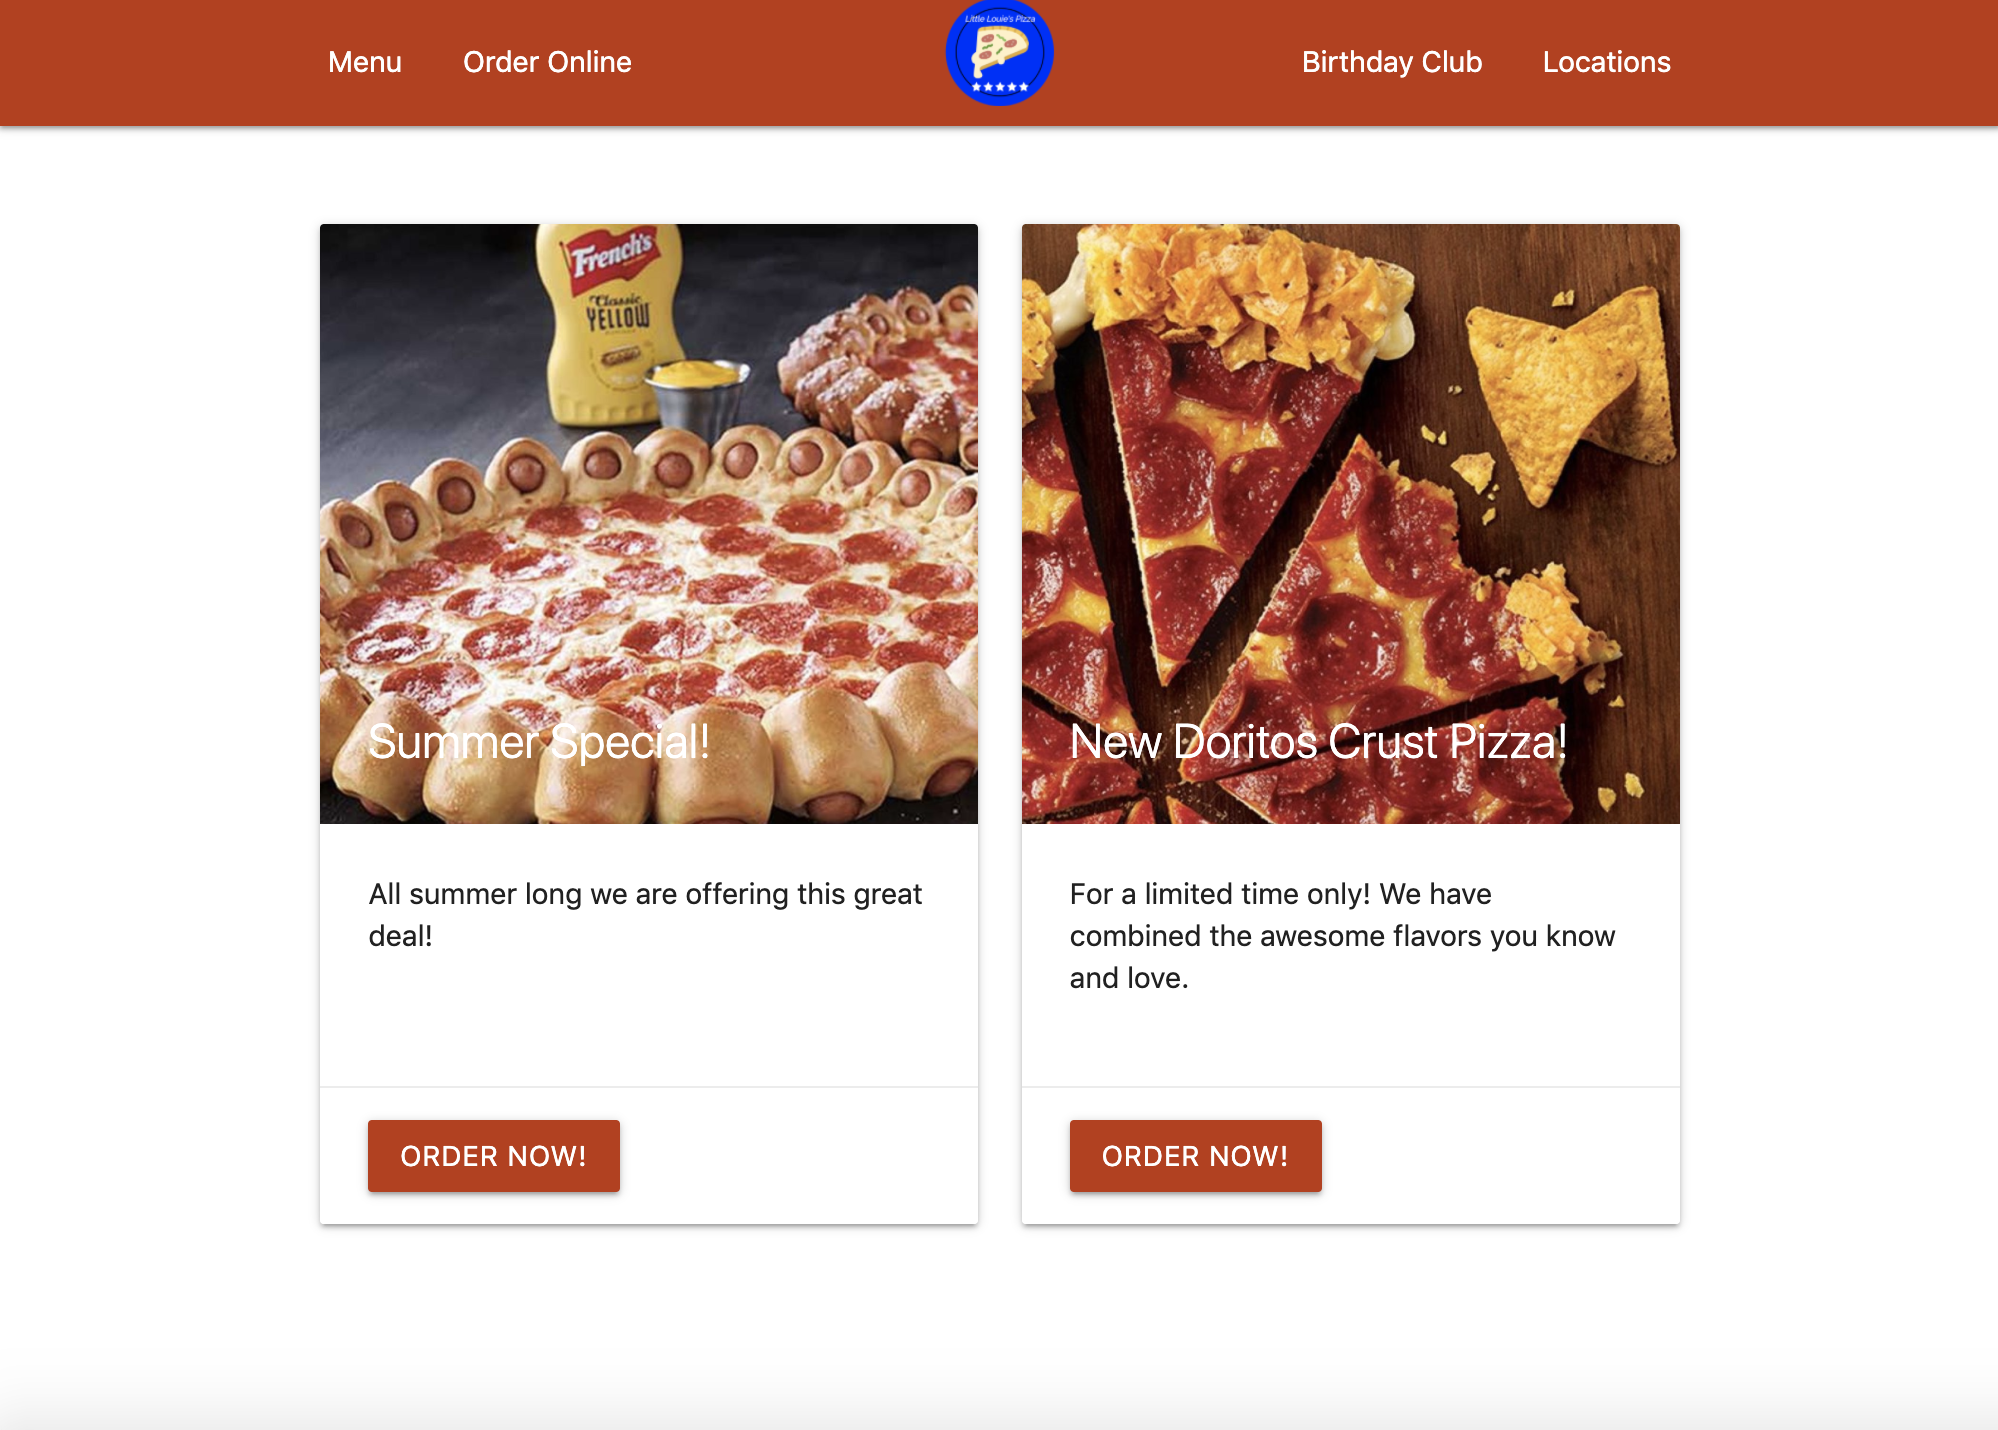 Menu
Order Online
Little Louie's Pizza
Birthday Club
Locations
French's
Classic
YELLOW
Summer Special!
New Doritos Crust Pizza!
All summer long we are offering this great
deal!
For a limited time only! We have
combined the awesome flavors you know
and love.
ORDER NOW!
ORDER NOW!